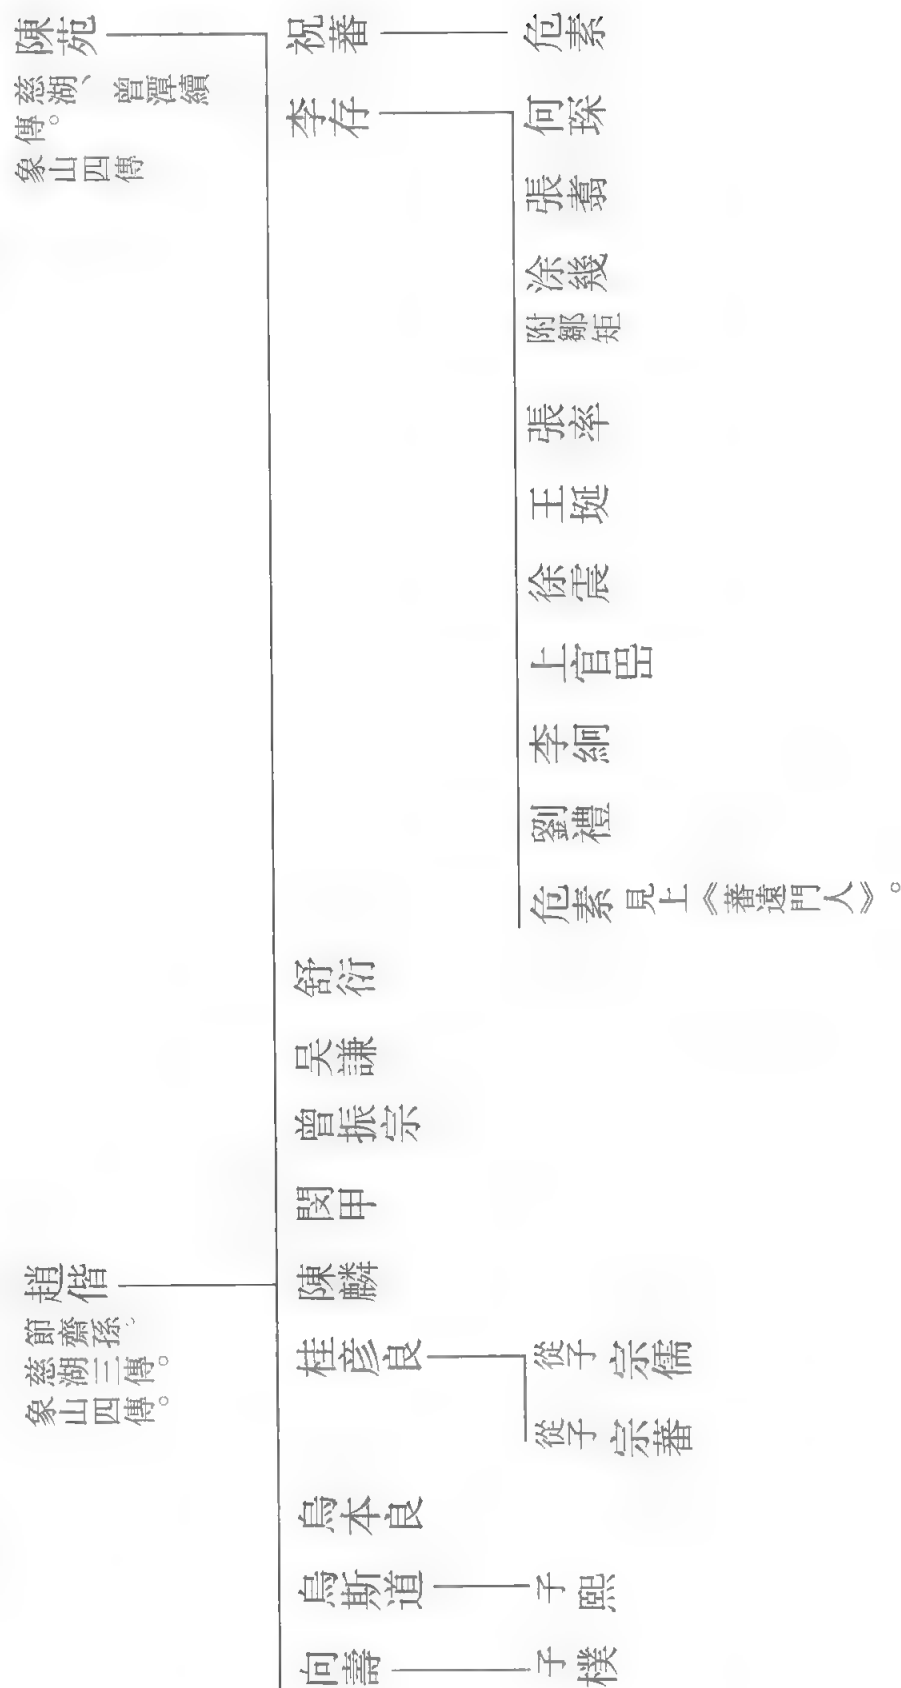 陳苑
慈湖、曾潭續
傳。
象山四傳
祝蕃
危素
李存
何琛
張翥
涂幾
附鄒矩
張率
王埏
徐震
上官
李絅
劉禮
危素 見上《蕃遠門人》。
舒衍
吳謙
曾振宗
閔甲
趙偕
節齋孫、
慈湖三傳。
象山四傳。
陳麟
桂彥良
從子 宗儒
從子 宗蕃
烏本良
烏斯道
子熙
向壽
子樸